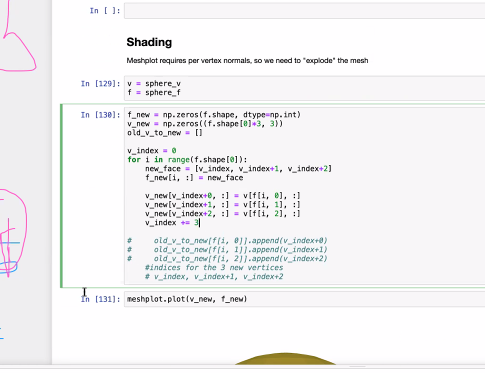 In [ ]:
Shading
Meshplot requires per vertex normals, so we need to "explode" the mesh
In [129]:
v = sphere_v
f = sphere_f
In [130]:
f_new = np.zeros(f.shape, dtype=np.int)
v_new = np.zeros((f.shape[0]*3, 3))
old_v_to_new = []
v_index = 0
for i in range(f.shape[0]):
    new_face = [v_index, v_index+1, v_index+2]
    f_new[i, :] = new_face
    v_new[v_index+0, :] = v[f[i, 0], :]
    v_new[v_index+1, :] = v[f[i, 1], :]
    v_new[v_index+2, :] = v[f[i, 2], :]
    v_index += 3
#     old_v_to_new[f[i, 0]].append(v_index+0)
#     old_v_to_new[f[i, 1]].append(v_index+1)
#     old_v_to_new[f[i, 2]].append(v_index+2)
    #indices for the 3 new vertices
    # v_index, v_index+1, v_index+2
In [131]:
meshplot.plot(v_new, f_new)